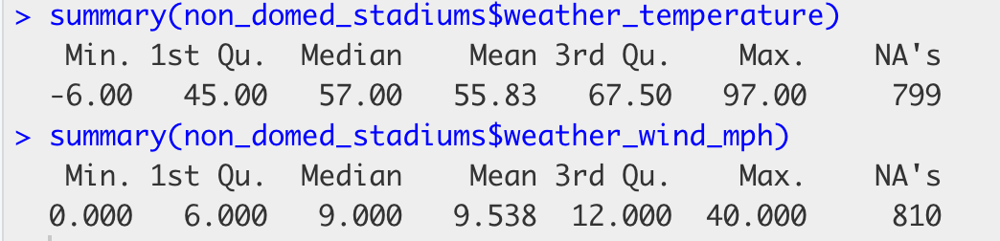 > summary(non_domed_stadiums$weather_temperature)
Min. 1st Qu. Median Mean 3rd Qu. Max. NA's
-6.00 45.00 57.00 55.83 67.50 97.00 799
> summary(non_domed_stadiums$weather_wind_mph)
Min. 1st Qu. Median Mean 3rd Qu. Max. NA's
0.000 6.000 9.000 9.538 12.000 40.000 810